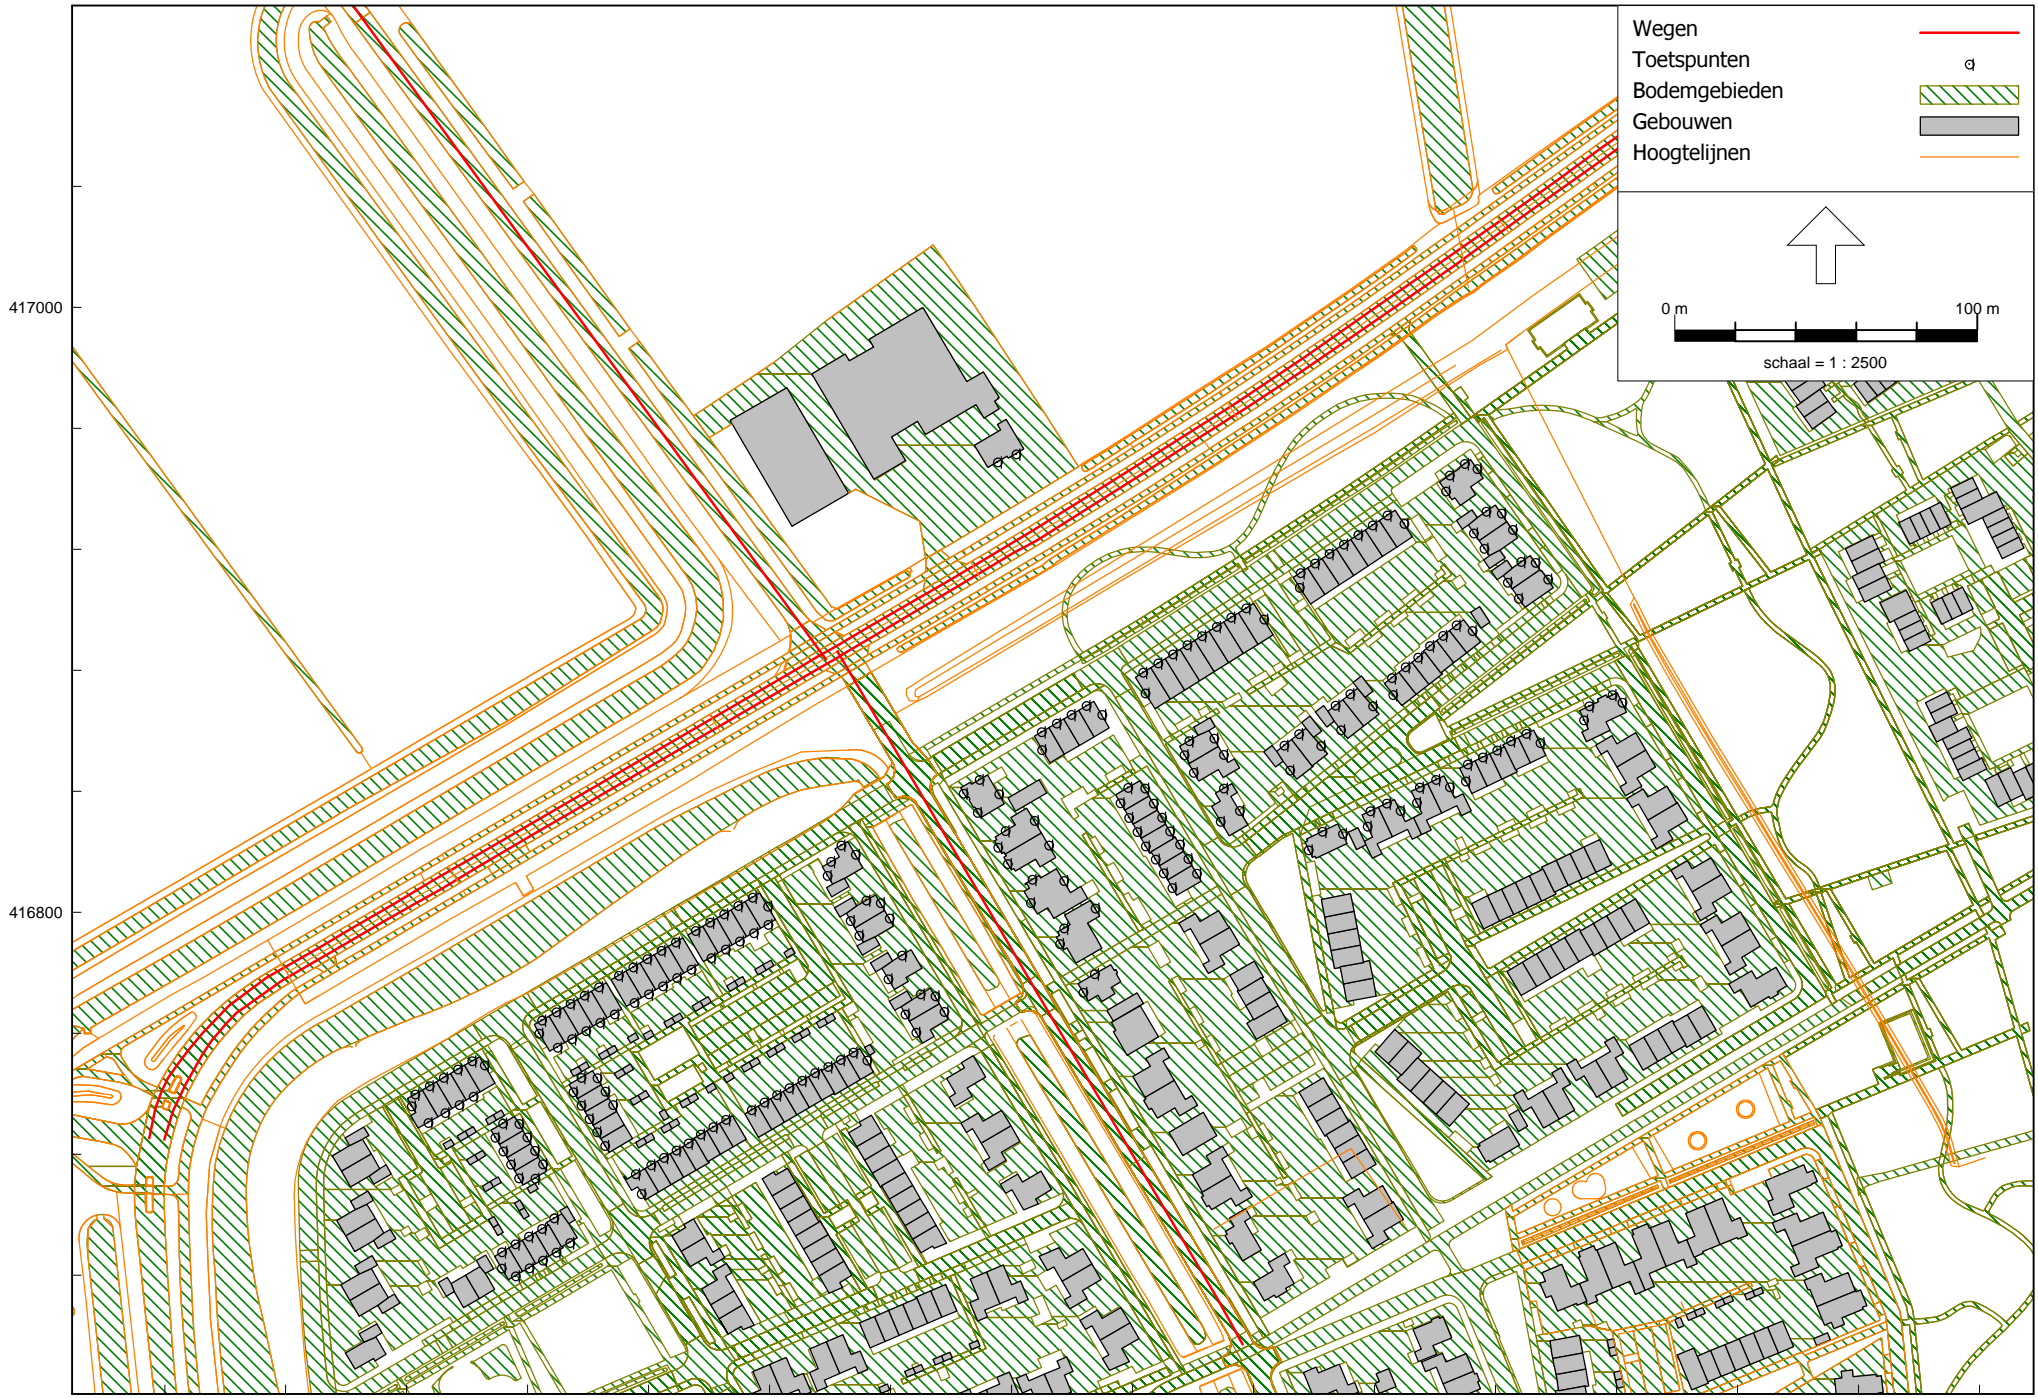 Wegen
Toetspunten
Bodemgebieden
Gebouwen
Hoogtelijnen
0 m 100 m
schaal = 1 : 2500
417000
416800